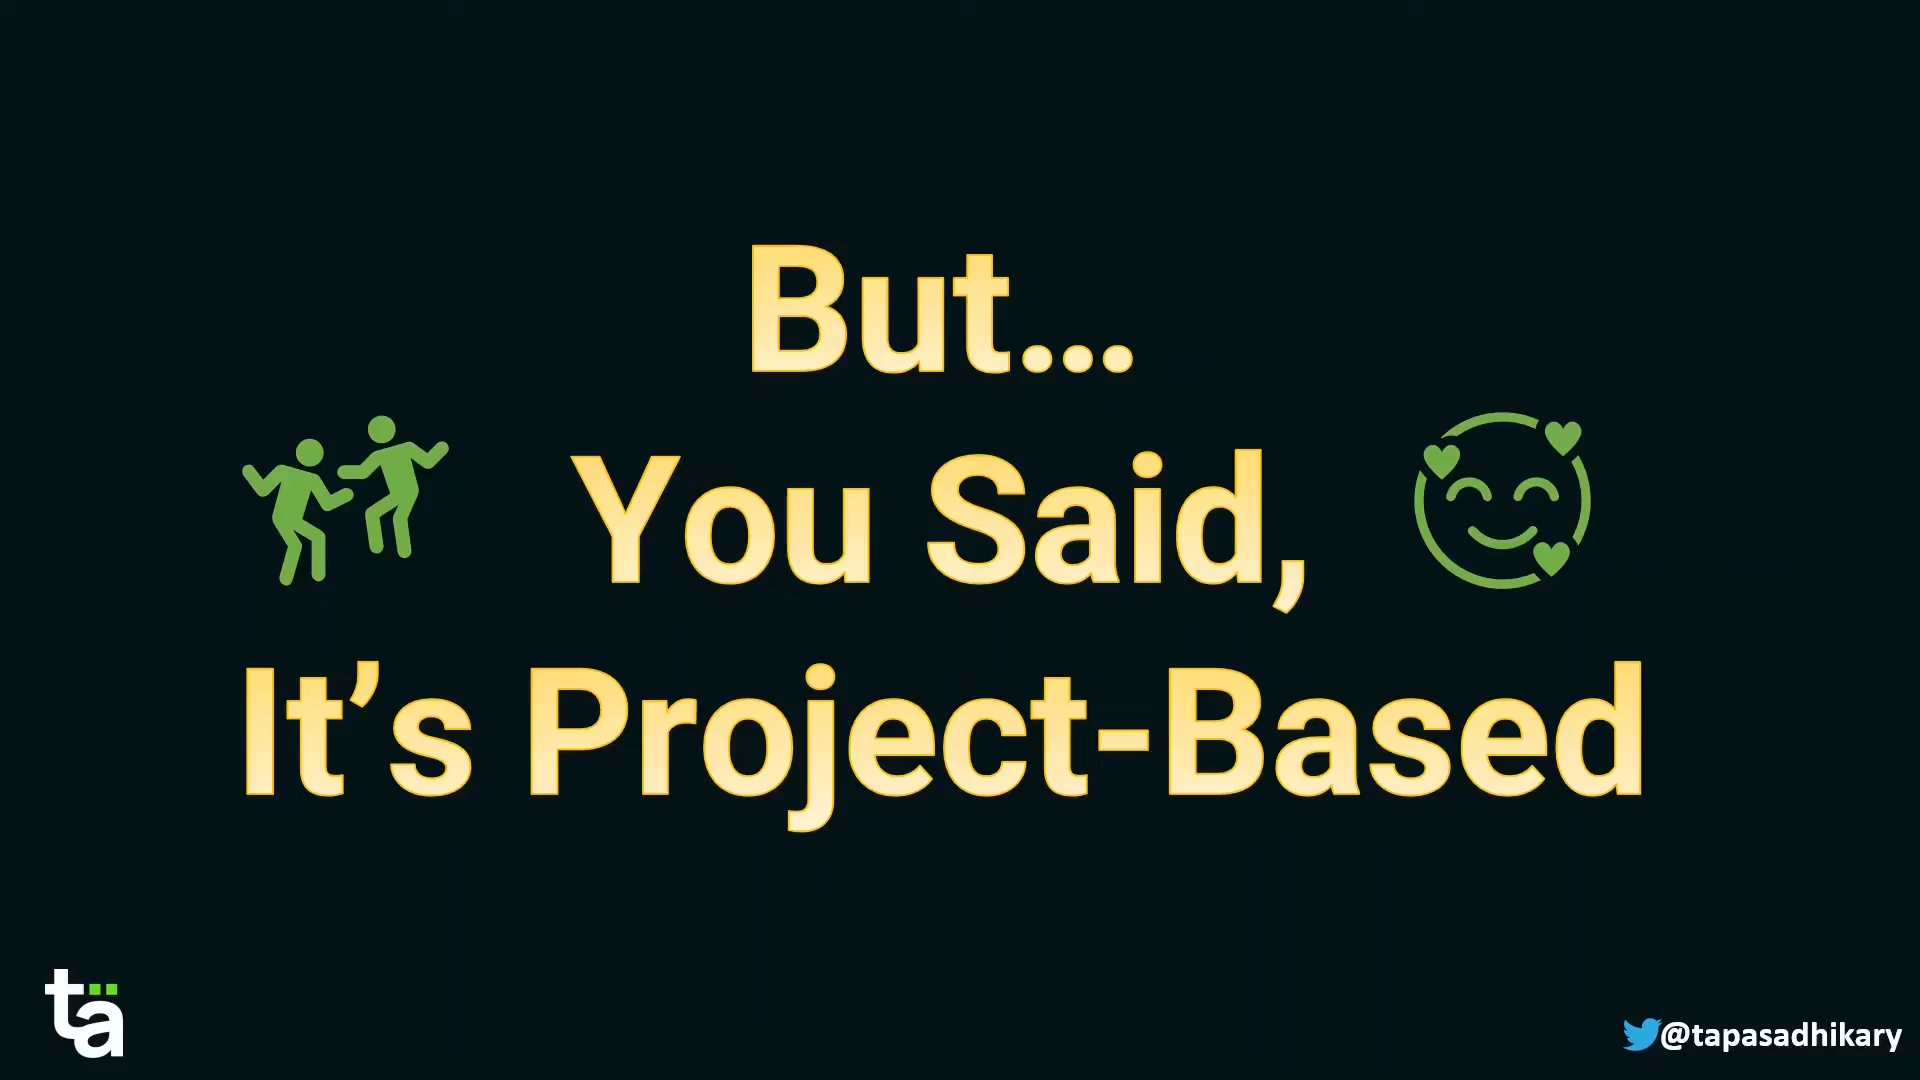 But...
You Said,
It’s Project-Based
tä
@tapasadhikary